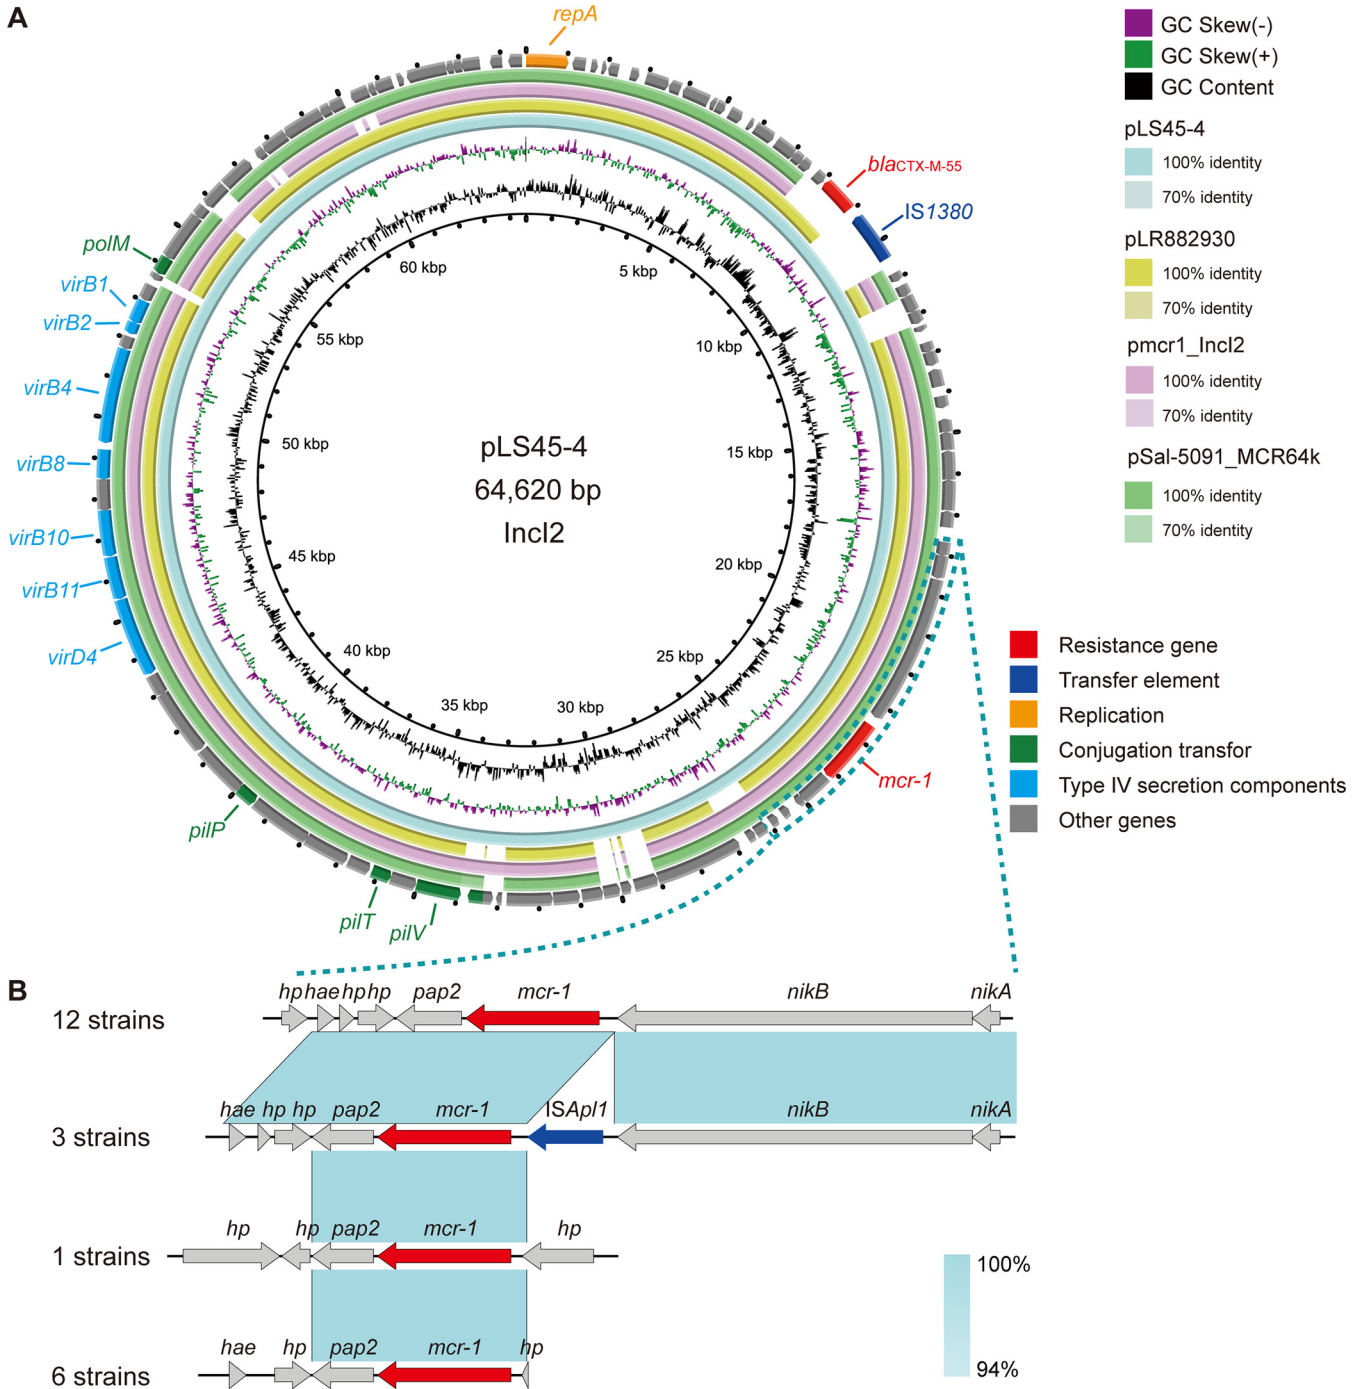 A
repA
blaCTX-M-55
IS1380
polM
virB1
virB2
virB4
virB8
virB10
virB11
virD4
pilP
pilT
pilV
mcr-1
5 kbp
10 kbp
15 kbp
20 kbp
25 kbp
30 kbp
35 kbp
40 kbp
45 kbp
50 kbp
55 kbp
60 kbp
pLS45-4
64,620 bp
IncI2
GC Skew(-)
GC Skew(+)
GC Content
pLS45-4
100% identity
70% identity
pLR882930
100% identity
70% identity
pmcr1_IncI2
100% identity
70% identity
pSal-5091_MCR64k
100% identity
70% identity
Resistance gene
Transfer element
Replication
Conjugation transfor
Type IV secretion components
Other genes
B
hp hae hp hp pap2 mcr-1 nikB nikA
12 strains
hae hp hp pap2 mcr-1 ISApl1 nikB nikA
3 strains
hp hp pap2 mcr-1 hp
1 strains
hae hp pap2 mcr-1 hp
6 strains
100%
94%